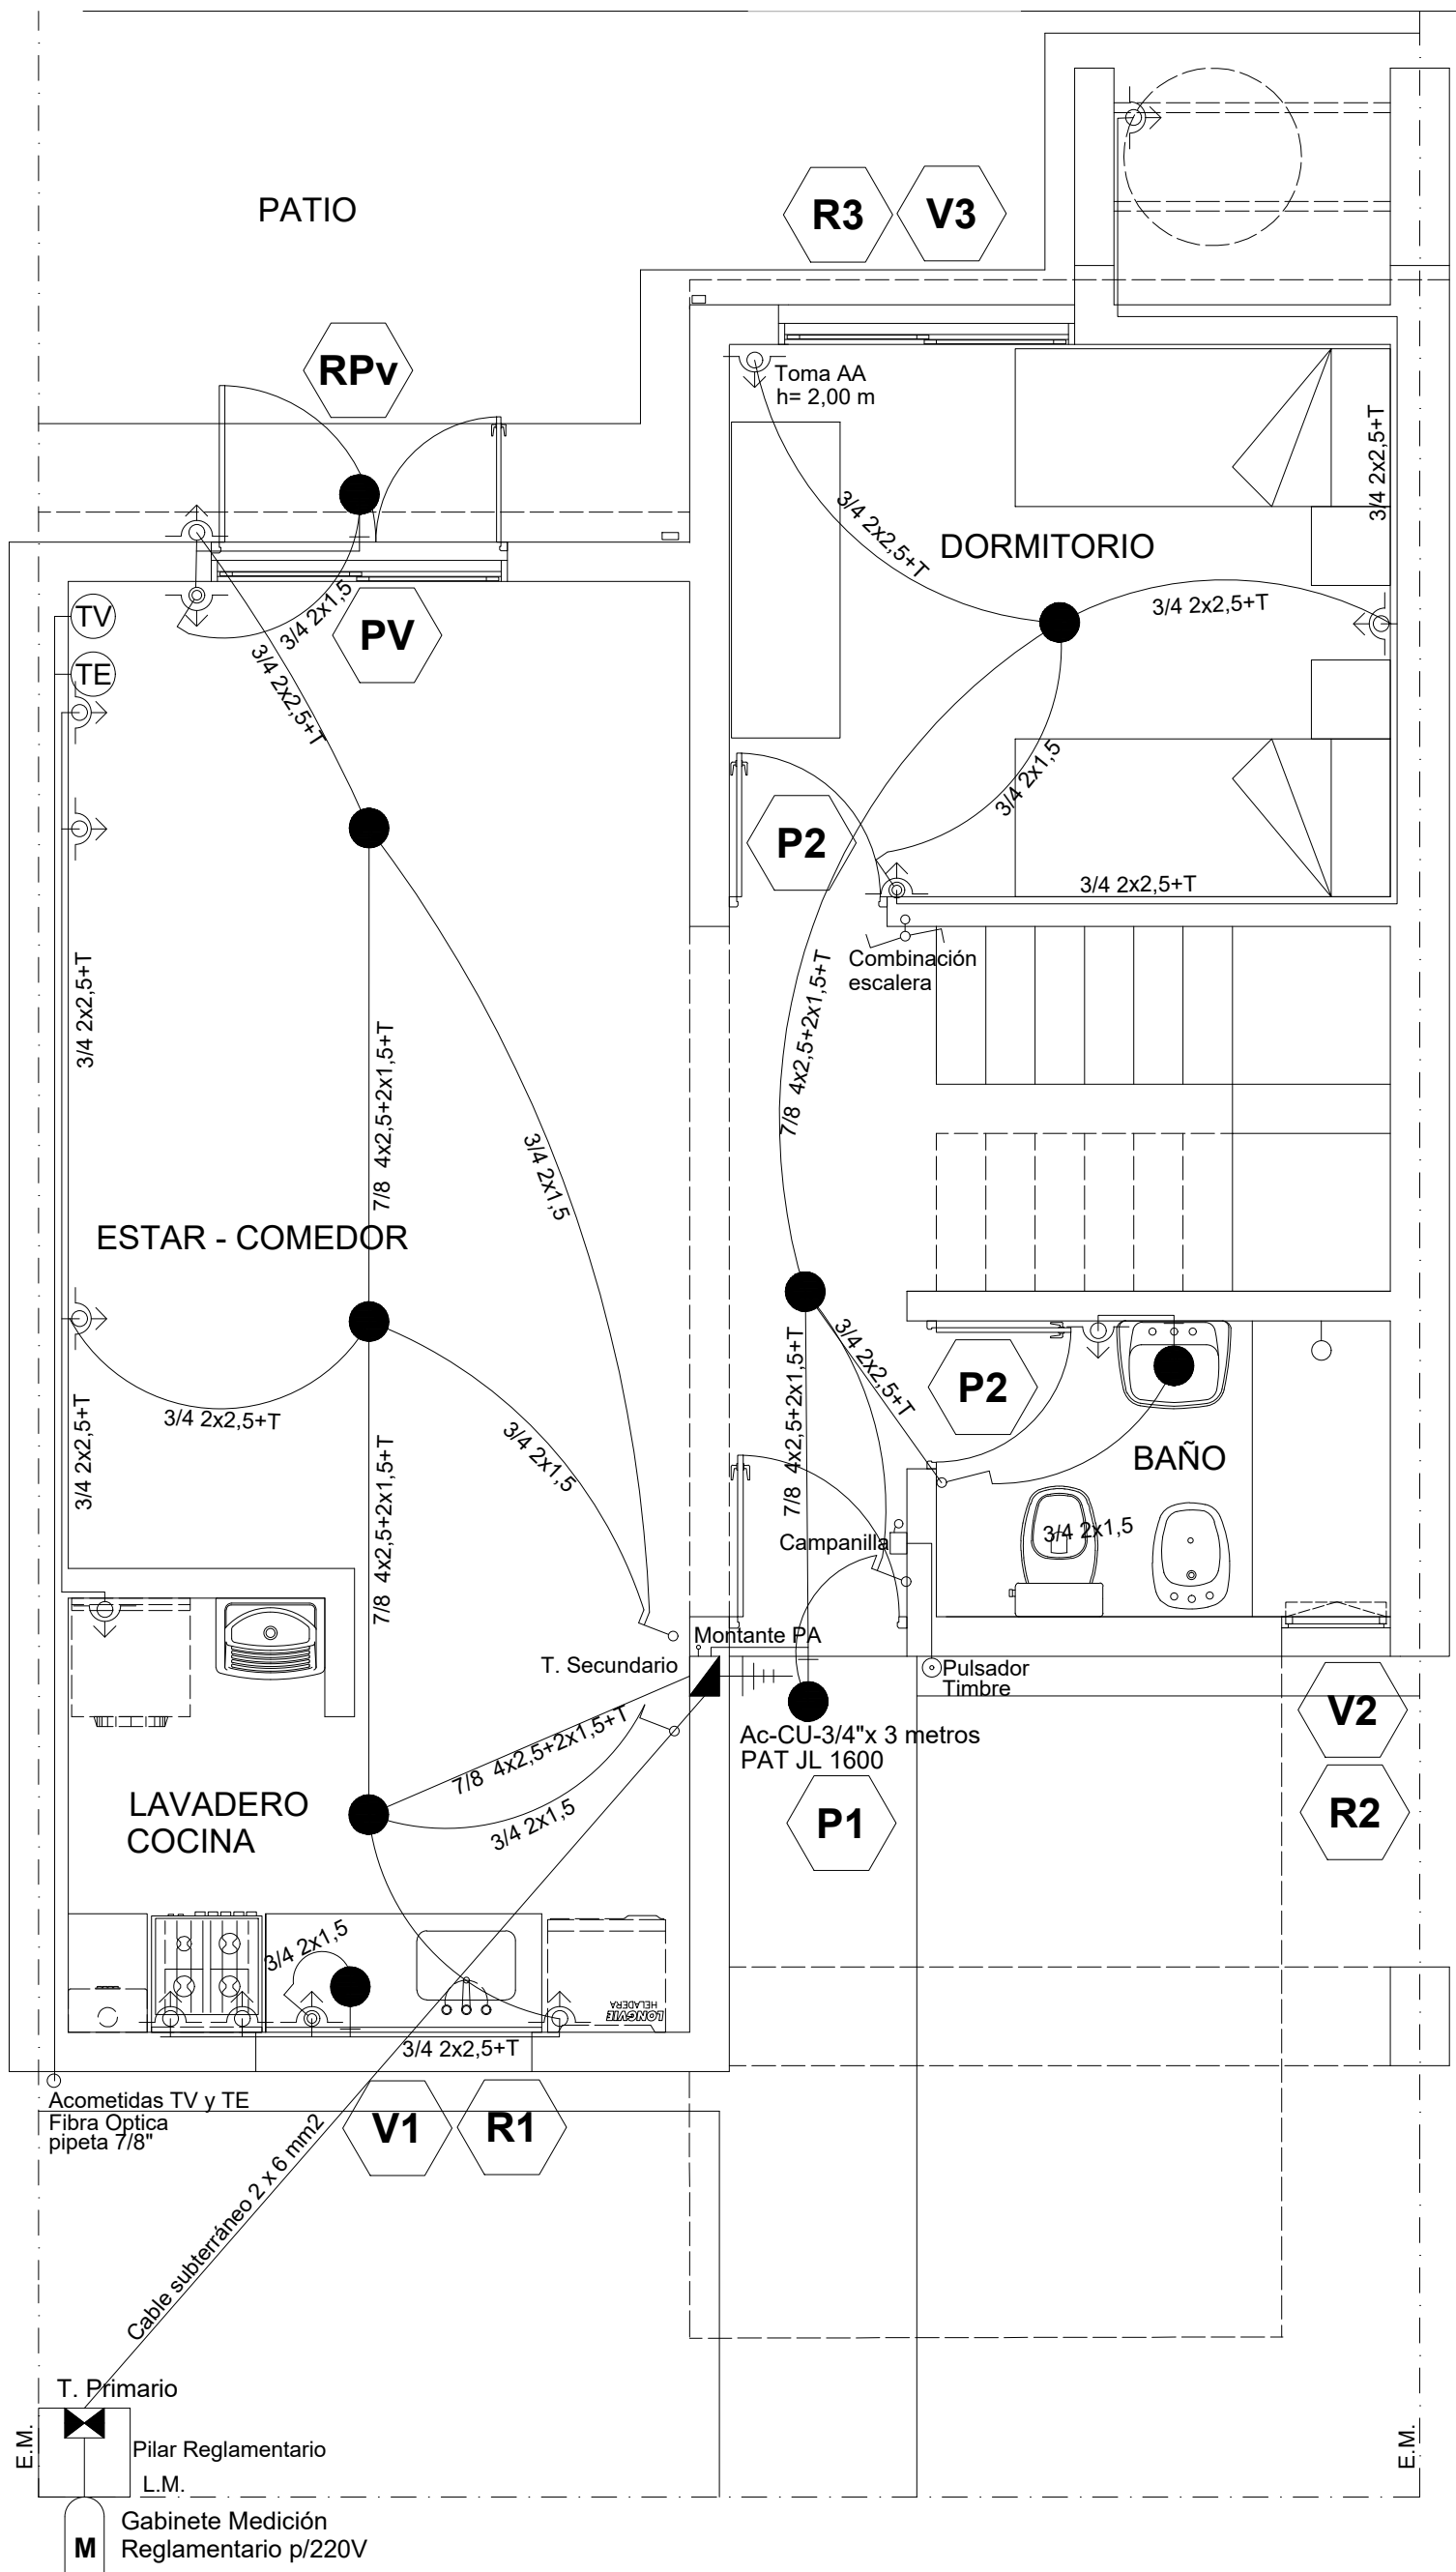 PATIO
R3
V3
RPv
Toma AA
h= 2,00 m
3/4 2x2,5+T
3/4 2x2,5+T
DORMITORIO
3/4 2x2,5+T
TV
3/4 2x1,5
PV
TE
3/4 2x2,5+T
3/4 2x1,5
P2
3/4 2x2,5+T
Combinación
escalera
3/4 2x2,5+T
7/8 4x2,5+2x1,5+T
7/8 4x2,5+2x1,5+T
3/4 2x1,5
ESTAR - COMEDOR
3/4 2x2,5+T
7/8 4x2,5+2x1,5+T
P2
3/4 2x2,5+T
3/4 2x2,5+T
3/4 2x1,5
BAÑO
7/8 4x2,5+2x1,5+T
3/4 2x1,5
Campanilla
Montante PA
T. Secundario
Pulsador
Timbre
V2
Ac-CU-3/4"x 3 metros
PAT JL 1600
7/8 4x2,5+2x1,5+T
3/4 2x1,5
LAVADERO
COCINA
P1
R2
3/4 2x1,5
LONGVIE
HELADERA
3/4 2x2,5+T
Acometidas TV y TE
Fibra Optica
pipeta 7/8"
V1
R1
Cable subterráneo 2 x 6 mm2
T. Primario
E.M.
Pilar Reglamentario
E.M.
L.M.
M
Gabinete Medición
Reglamentario p/220V